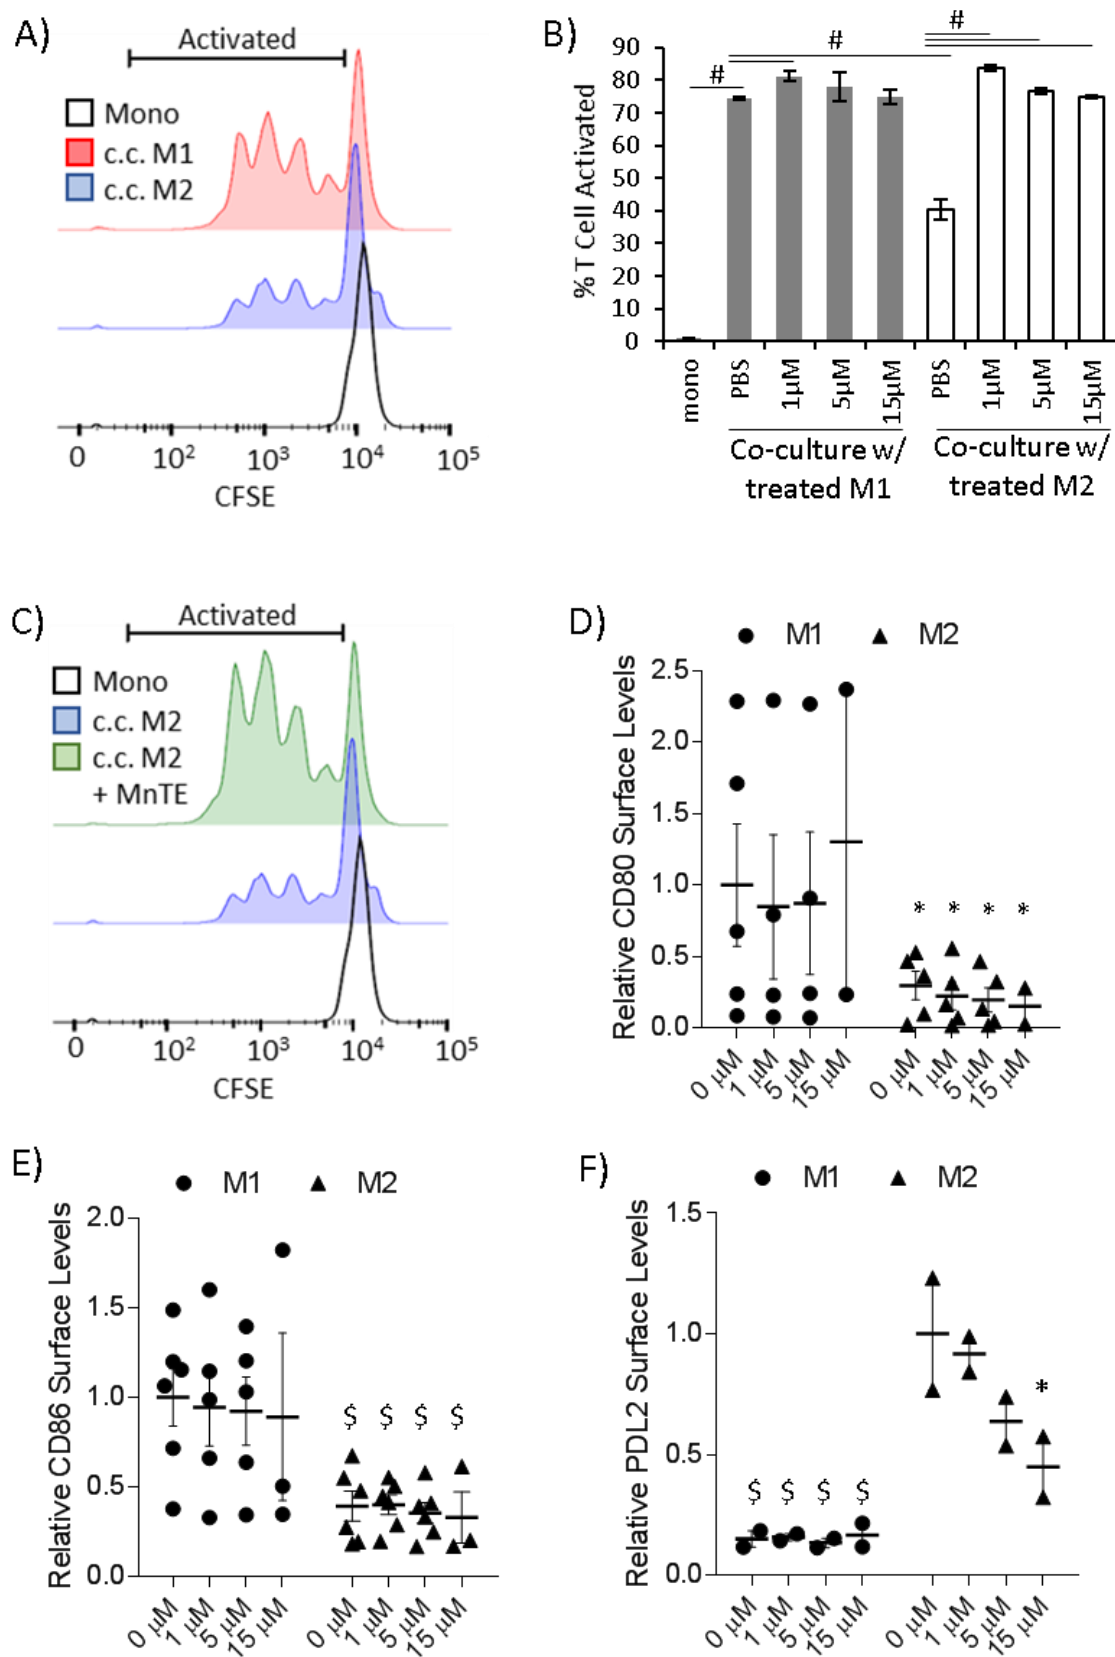 A)
Activated
Mono
c.c. M1
c.c. M2
0 10² 10³ 10⁴ 10⁵
CFSE
B)
% T Cell Activated
90
80
70
60
50
40
30
20
10
0
#
#
#
mono
PBS
1µM
5µM
15µM
PBS
1µM
5µM
15µM
Co-culture w/
treated M1
Co-culture w/
treated M2
C)
Activated
Mono
c.c. M2
c.c. M2
+ MnTE
0 10² 10³ 10⁴ 10⁵
CFSE
D)
M1 M2
Relative CD80 Surface Levels
2.5
2.0
1.5
1.0
0.5
0.0
* * * *
0 µM
1 µM
5 µM
15 µM
0 µM
1 µM
5 µM
15 µM
E)
M1 M2
Relative CD86 Surface Levels
2.0
1.5
1.0
0.5
0.0
$ $ $ $
0 µM
1 µM
5 µM
15 µM
0 µM
1 µM
5 µM
15 µM
F)
M1 M2
Relative PDL2 Surface Levels
1.5
1.0
0.5
0.0
$ $ $ $
*
0 µM
1 µM
5 µM
15 µM
0 µM
1 µM
5 µM
15 µM